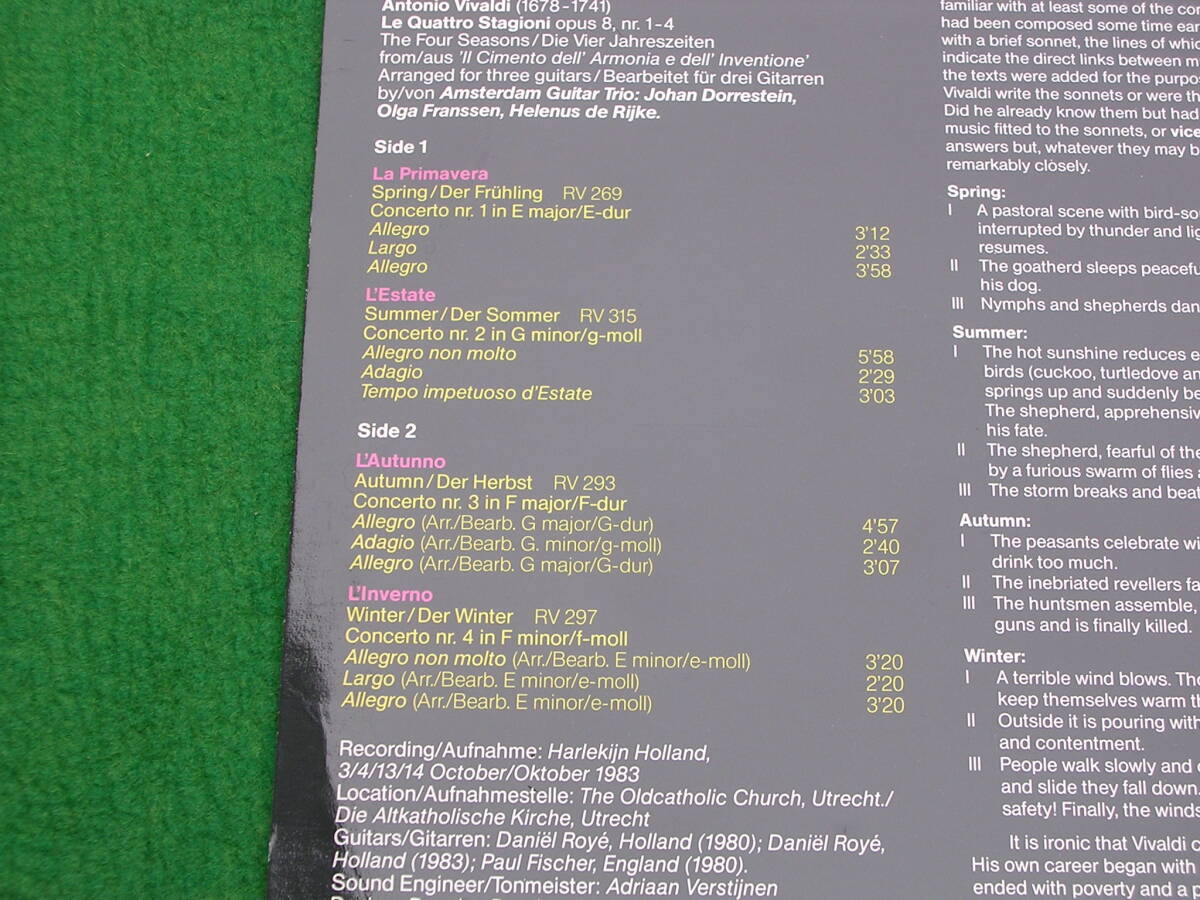 Antonio Vivaldi (1678-1741)
Le Quattro Stagioni opus 8, nr. 1-4
The Four Seasons/Die Vier Jahreszeiten
from/aus 'Il Cimento dell' Armonia e dell' Inventione'
Arranged for three guitars/Bearbeitet für drei Gitarren
by/von Amsterdam Guitar Trio: Johan Dorrestein,
Olga Franssen, Helenus de Rijke.
Side 1
La Primavera
Spring/Der Frühling RV 269
Concerto nr. 1 in E major/E-dur
Allegro 3'12
Largo 2'33
Allegro 3'58
L'Estate
Summer/Der Sommer RV 315
Concerto nr. 2 in G minor/g-moll
Allegro non molto 5'58
Adagio 2'29
Tempo impetuoso d'Estate 3'03
Side 2
L'Autunno
Autumn/Der Herbst RV 293
Concerto nr. 3 in F major/F-dur
Allegro (Arr./Bearb. G major/G-dur) 4'57
Adagio (Arr./Bearb. G. minor/g-moll) 2'40
Allegro (Arr./Bearb. G major/G-dur) 3'07
L'Inverno
Winter/Der Winter RV 297
Concerto nr. 4 in F minor/f-moll
Allegro non molto (Arr./Bearb. E minor/e-moll) 3'20
Largo (Arr./Bearb. E minor/e-moll) 2'20
Allegro (Arr./Bearb. E minor/e-moll) 3'20
Recording/Aufnahme: Harlekijn Holland,
3/4/13/14 October/Oktober 1983
Location/Aufnahmestelle: The Oldcatholic Church, Utrecht./
Die Altkatholische Kirche, Utrecht
Guitars/Gitarren: Daniël Royé, Holland (1980); Daniël Royé,
Holland (1983); Paul Fischer, England (1980).
Sound Engineer/Tonmeister: Adriaan Verstijnen
familiar with at least some of the
had been composed some time
with a brief sonnet, the lines of
indicate the direct links between
the texts were added for the
Vivaldi write the sonnets or were
Did he already know them but had
music fitted to the sonnets, or vice
answers but, whatever they may
remarkably closely.
Spring:
I A pastoral scene with
interrupted by thunder and
resumes.
II The goatherd sleeps
his dog.
III Nymphs and shepherds
Summer:
I The hot sunshine reduces
birds (cuckoo, turtledove
springs up and suddenly
The shepherd,
his fate.
II The shepherd, fearful of the
by a furious swarm of flies
III The storm breaks and
Autumn:
I The peasants celebrate
drink too much.
II The inebriated revellers
III The huntsmen assemble,
guns and is finally killed.
Winter:
I A terrible wind blows.
keep themselves warm
II Outside it is pouring
and contentment.
III People walk slowly and
and slide they fall down.
safety! Finally, the winds
It is ironic that Vivaldi
His own career began with
ended with poverty and a